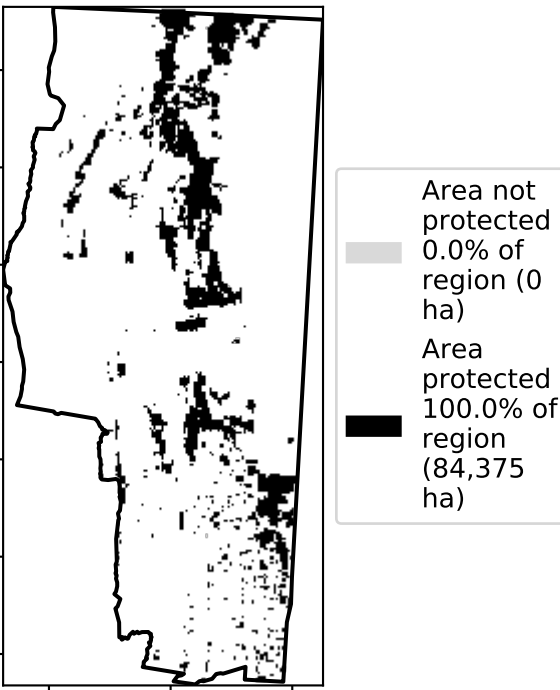 Area not
protected
0.0% of
region (0
ha)
Area
protected
100.0% of
region
(84,375
ha)